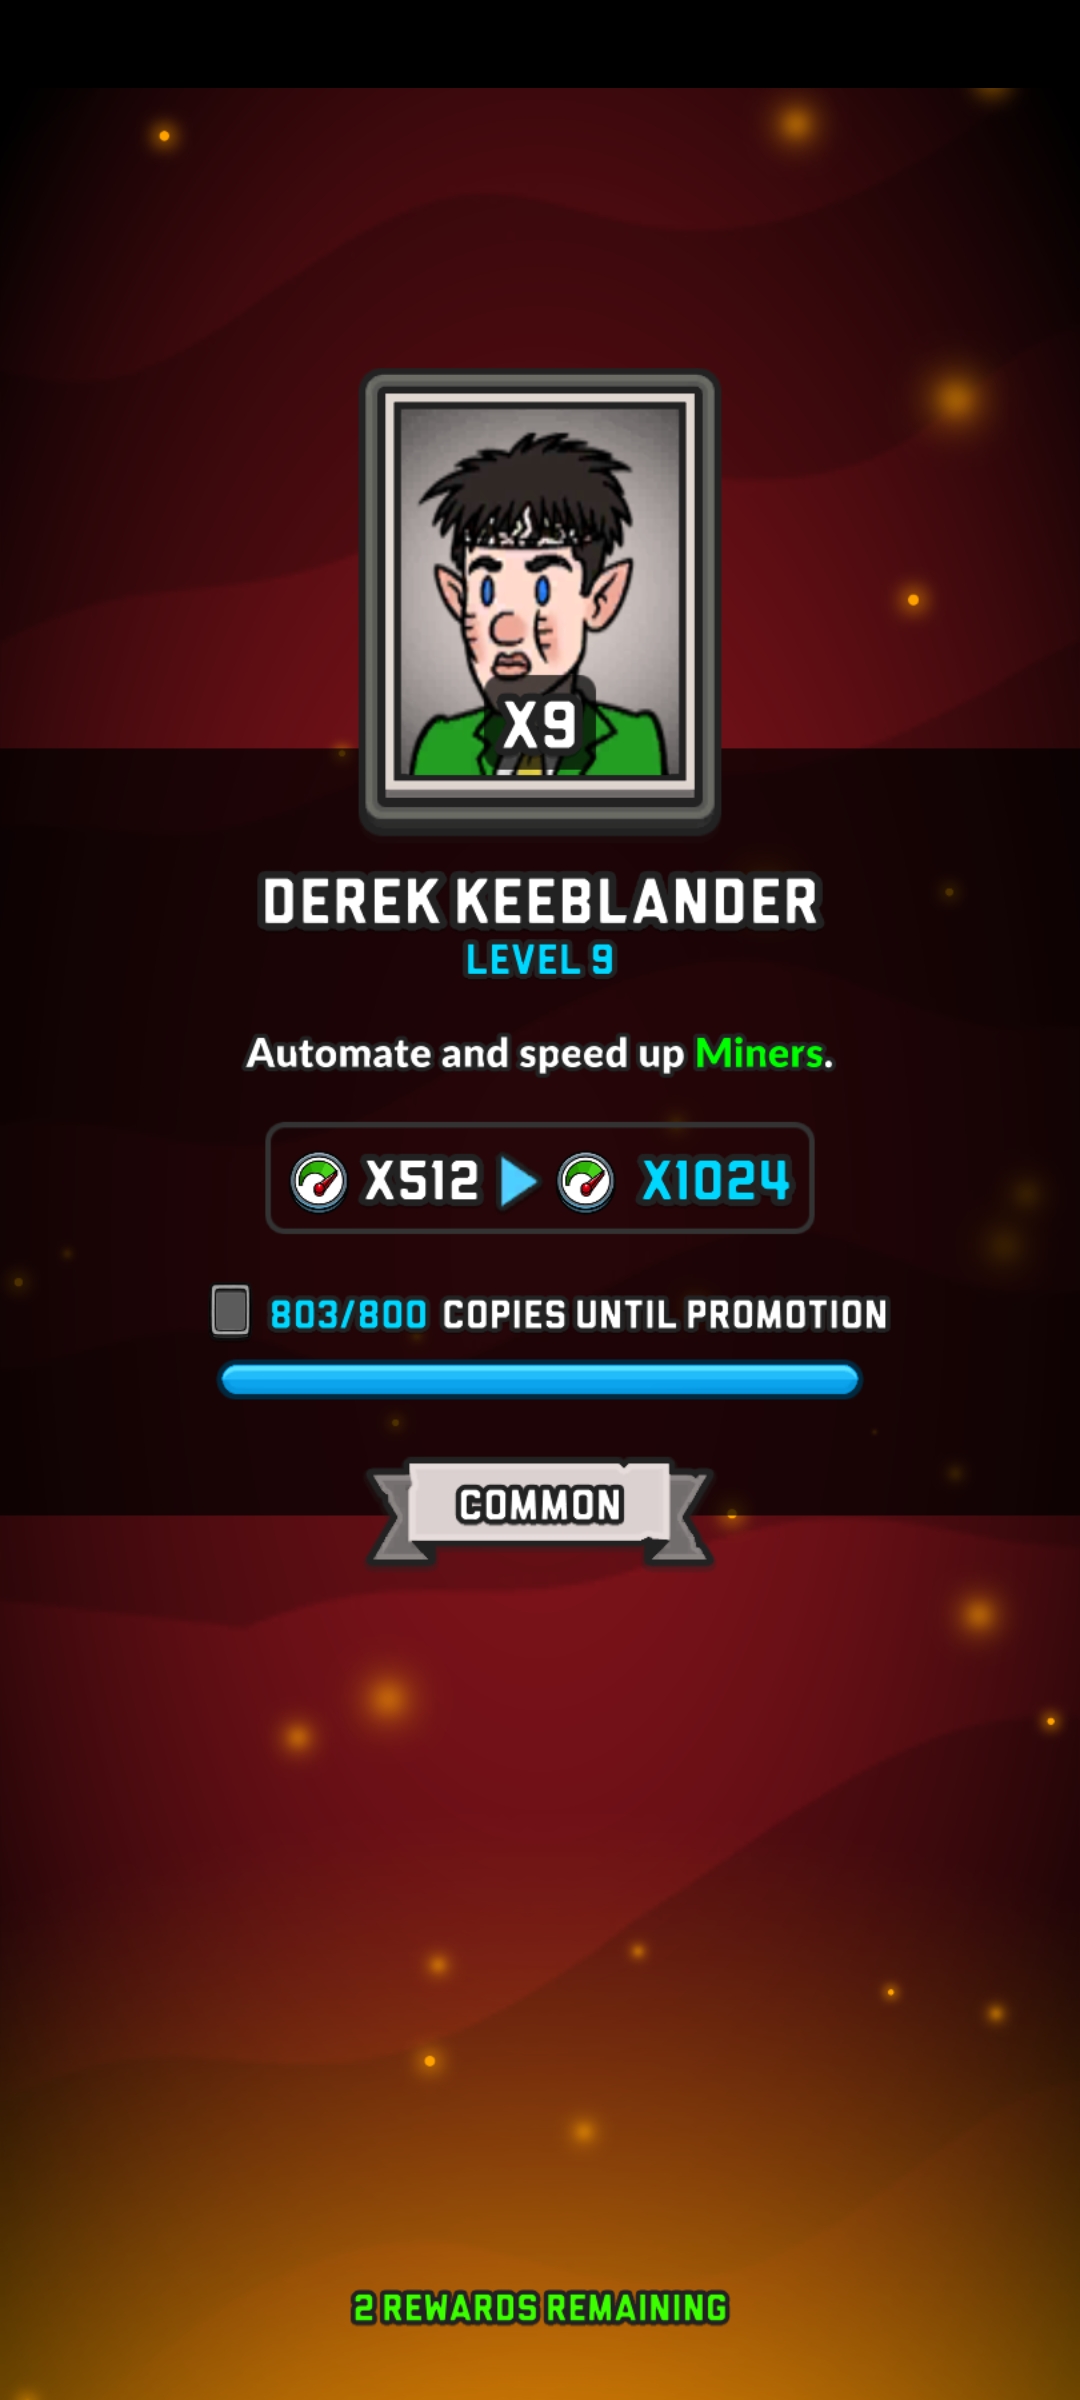 X9
DEREK KEEBLANDER
LEVEL 9
Automate and speed up Miners.
X512 X1024
803/800 COPIES UNTIL PROMOTION
COMMON
2 REWARDS REMAINING